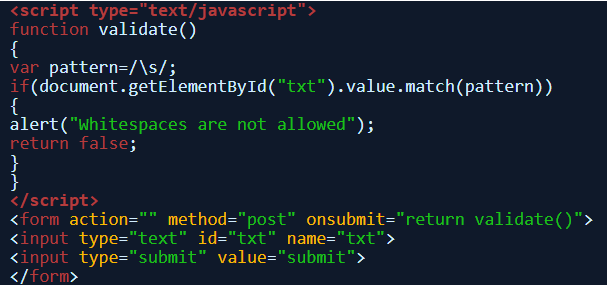 <script type="text/javascript">
function validate()
{
var pattern=/\s/;
if(document.getElementById("txt").value.match(pattern))
{
alert("Whitespaces are not allowed");
return false;
}
}
</script>
<form action="" method="post" onsubmit="return validate()">
<input type="text" id="txt" name="txt">
<input type="submit" value="submit">
</form>